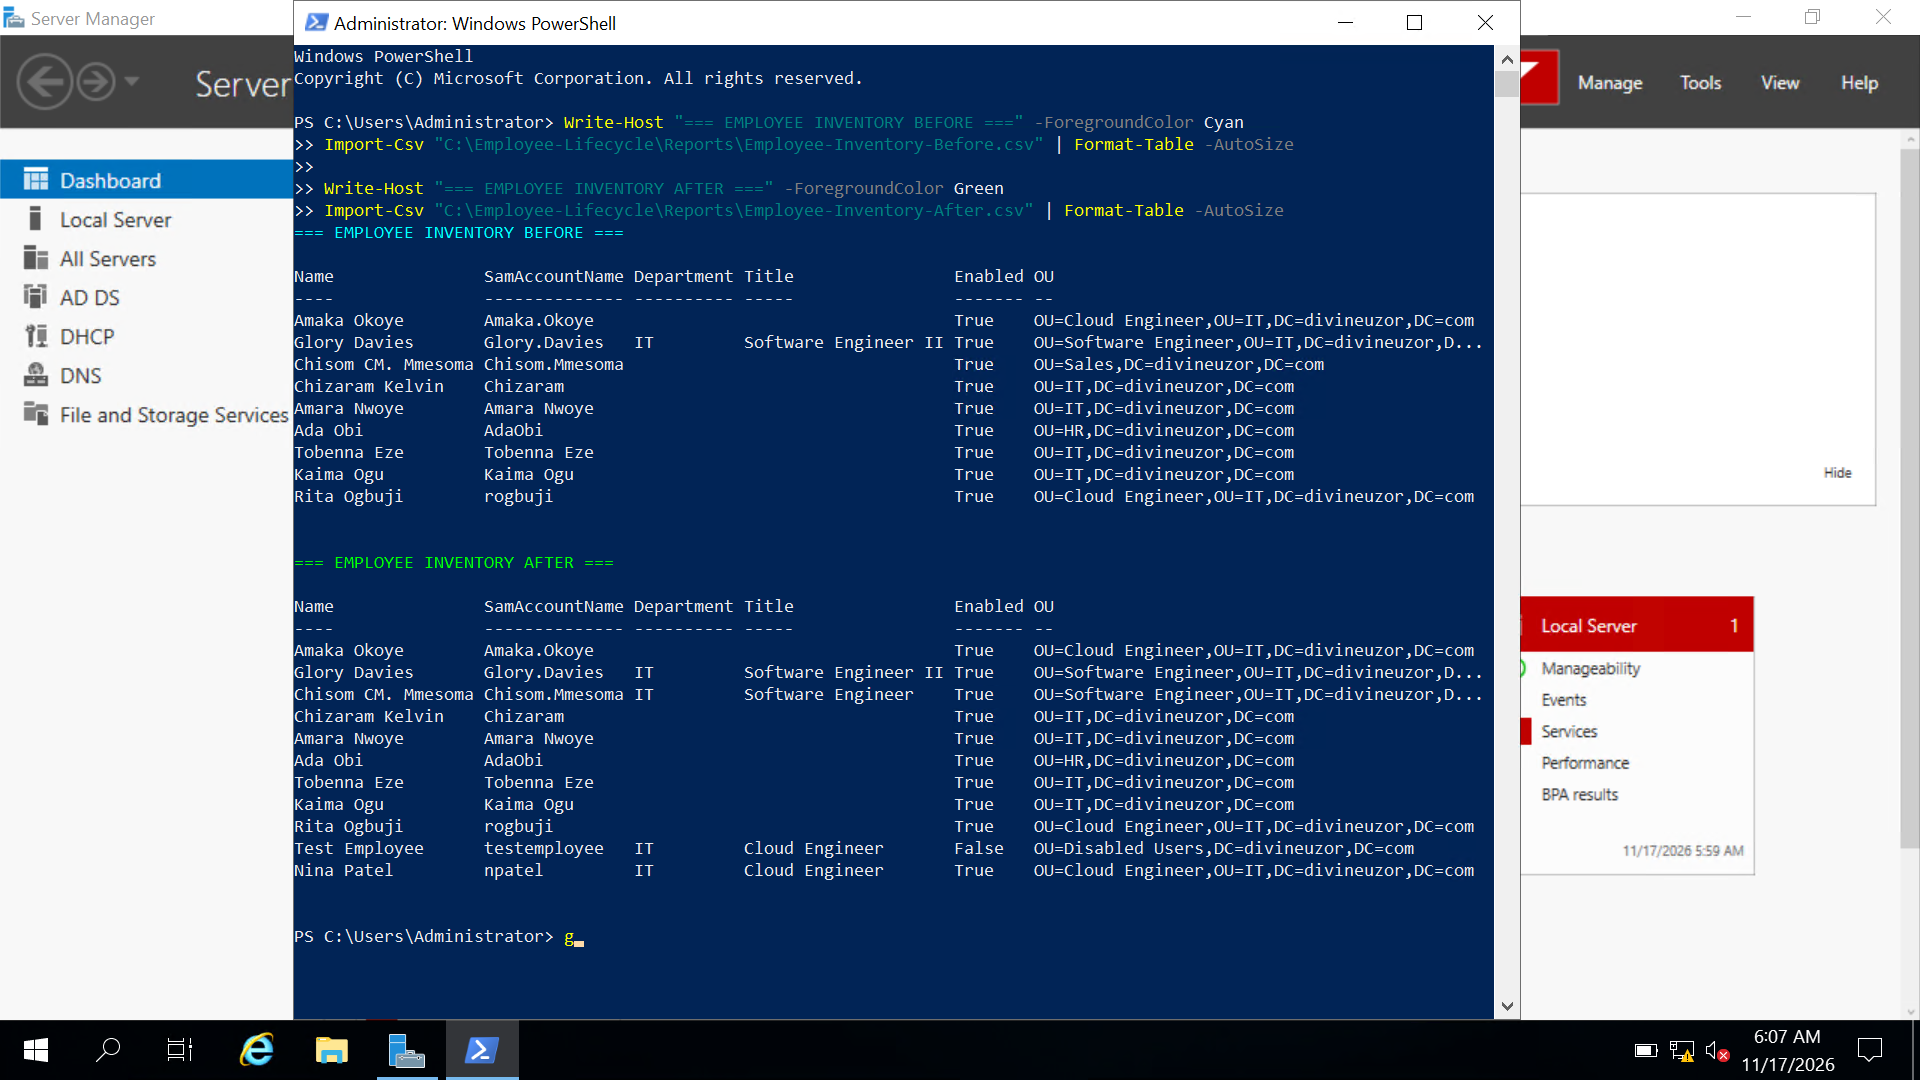 Server Manager
Administrator: Windows PowerShell
Server
Manage
Tools
View
Help
Dashboard
Local Server
All Servers
AD DS
DHCP
DNS
File and Storage Services
Windows PowerShell
Copyright (C) Microsoft Corporation. All rights reserved.
PS C:\Users\Administrator> Write-Host "=== EMPLOYEE INVENTORY BEFORE ===" -ForegroundColor Cyan
>> Import-Csv "C:\Employee-Lifecycle\Reports\Employee-Inventory-Before.csv" | Format-Table -AutoSize
>>
>> Write-Host "=== EMPLOYEE INVENTORY AFTER ===" -ForegroundColor Green
>> Import-Csv "C:\Employee-Lifecycle\Reports\Employee-Inventory-After.csv" | Format-Table -AutoSize
=== EMPLOYEE INVENTORY BEFORE ===
Name SamAccountName Department Title Enabled OU
---- -------------- ---------- ----- ------- --
Amaka Okoye Amaka.Okoye True OU=Cloud Engineer,OU=IT,DC=divineuzor,DC=com
Glory Davies Glory.Davies IT Software Engineer II True OU=Software Engineer,OU=IT,DC=divineuzor,D...
Chisom CM. Mmesoma Chisom.Mmesoma True OU=Sales,DC=divineuzor,DC=com
Chizaram Kelvin Chizaram True OU=IT,DC=divineuzor,DC=com
Amara Nwoye Amara Nwoye True OU=IT,DC=divineuzor,DC=com
Ada Obi AdaObi True OU=HR,DC=divineuzor,DC=com
Tobenna Eze Tobenna Eze True OU=IT,DC=divineuzor,DC=com
Kaima Ogu Kaima Ogu True OU=IT,DC=divineuzor,DC=com
Rita Ogbuji rogbuji True OU=Cloud Engineer,OU=IT,DC=divineuzor,DC=com
=== EMPLOYEE INVENTORY AFTER ===
Name SamAccountName Department Title Enabled OU
---- -------------- ---------- ----- ------- --
Amaka Okoye Amaka.Okoye True OU=Cloud Engineer,OU=IT,DC=divineuzor,DC=com
Glory Davies Glory.Davies IT Software Engineer II True OU=Software Engineer,OU=IT,DC=divineuzor,D...
Chisom CM. Mmesoma Chisom.Mmesoma IT Software Engineer True OU=Software Engineer,OU=IT,DC=divineuzor,D...
Chizaram Kelvin Chizaram True OU=IT,DC=divineuzor,DC=com
Amara Nwoye Amara Nwoye True OU=IT,DC=divineuzor,DC=com
Ada Obi AdaObi True OU=HR,DC=divineuzor,DC=com
Tobenna Eze Tobenna Eze True OU=IT,DC=divineuzor,DC=com
Kaima Ogu Kaima Ogu True OU=IT,DC=divineuzor,DC=com
Rita Ogbuji rogbuji True OU=Cloud Engineer,OU=IT,DC=divineuzor,DC=com
Test Employee testemployee IT Cloud Engineer False OU=Disabled Users,DC=divineuzor,DC=com
Nina Patel npatel IT Cloud Engineer True OU=Cloud Engineer,OU=IT,DC=divineuzor,DC=com
PS C:\Users\Administrator> g
Hide
Local Server 1
Manageability
Events
Services
Performance
BPA results
11/17/2026 5:59 AM
6:07 AM
11/17/2026